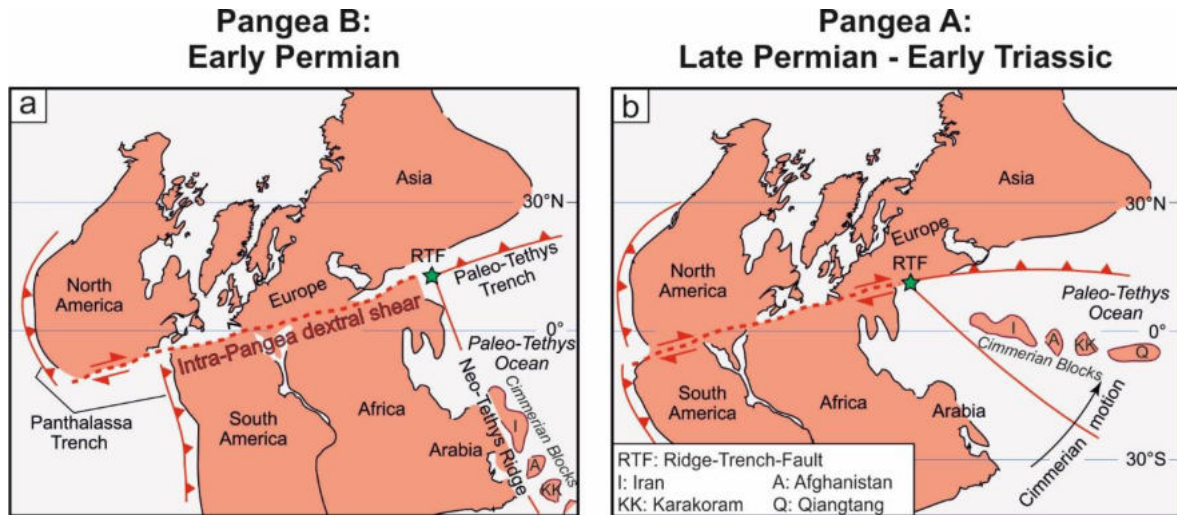 Pangea B:
Early Permian
Pangea A:
Late Permian - Early Triassic
a
Asia
30°N
North
America
Europe
RTF
Paleo-Tethys
Trench
Intra-Pangea dextral shear
0°
Paleo-Tethys
Ocean
Panthalassa
Trench
South
America
Africa
Arabia
Neo-Tethys Ridge
Cimmerian Blocks
I
A
KK
b
Asia
30°N
North
America
Europe
RTF
Paleo-Tethys
Ocean
0°
I
A
KK
Q
Cimmerian Blocks
South
America
Africa
Arabia
Cimmerian motion
30°S
RTF: Ridge-Trench-Fault
I: Iran A: Afghanistan
KK: Karakoram Q: Qiangtang